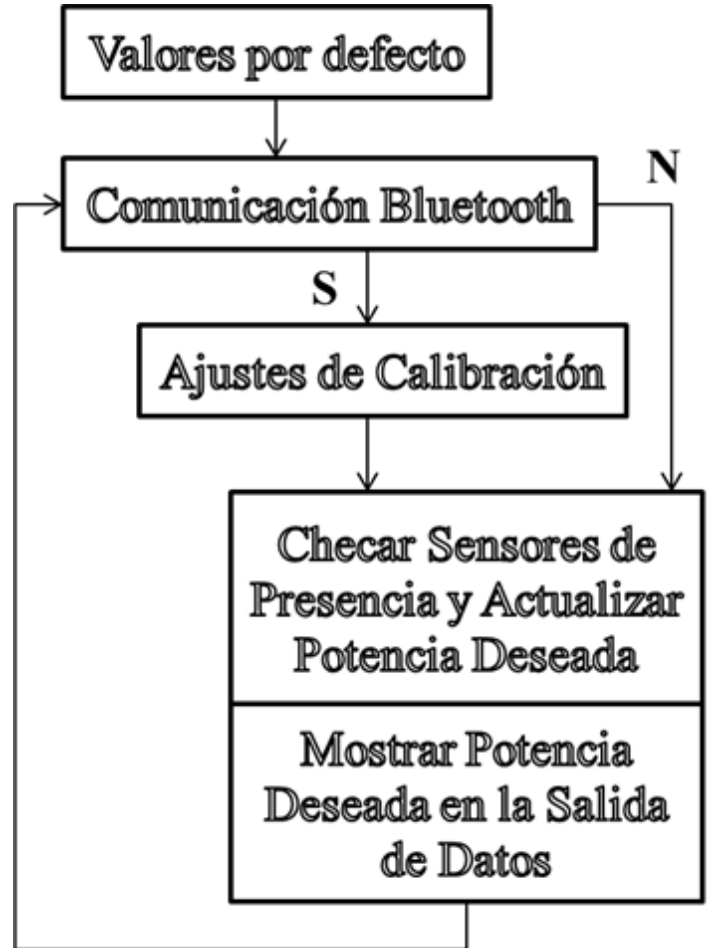 Valores por defecto
N
Comunicación Bluetooth
S
Ajustes de Calibración
Checar Sensores de
Presencia y Actualizar
Potencia Deseada
Mostrar Potencia
Deseada en la Salida
de Datos